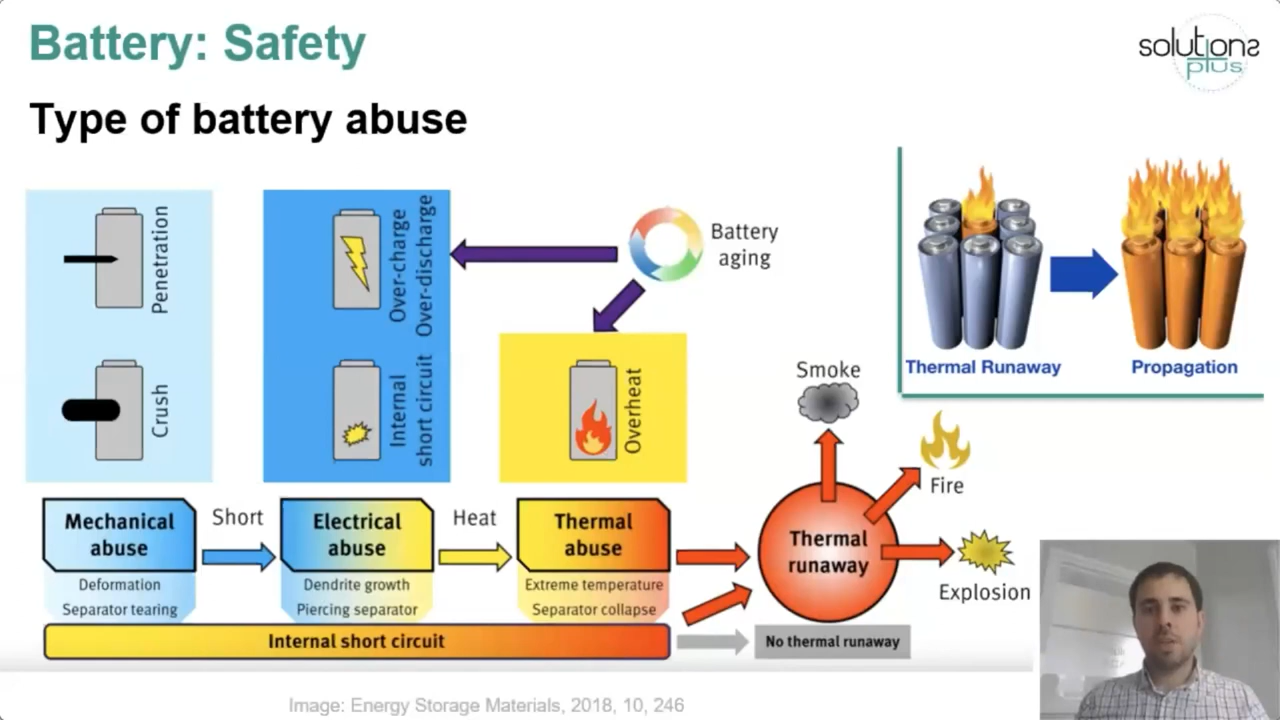 Battery: Safety
solutions
plus
Type of battery abuse
Penetration
Crush
Over-charge
Over-discharge
Internal
short circuit
Battery
aging
Overheat
Thermal Runaway
Propagation
Smoke
Fire
Explosion
Mechanical
abuse
Short
Electrical
abuse
Heat
Thermal
abuse
Thermal
runaway
Deformation
Separator tearing
Dendrite growth
Piercing separator
Extreme temperature
Separator collapse
Internal short circuit
No thermal runaway
Image: Energy Storage Materials, 2018, 10, 246